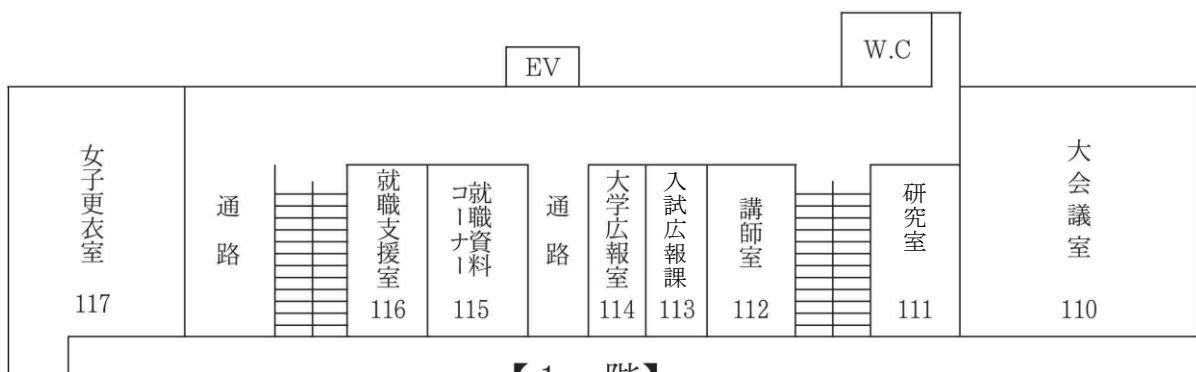 W.C
EV
女子更衣室
117
通路
就職支援室
116
就職資料
コーナー
115
通路
大学広報室
114
入試広報課
113
講師室
112
研究室
111
大会議室
110